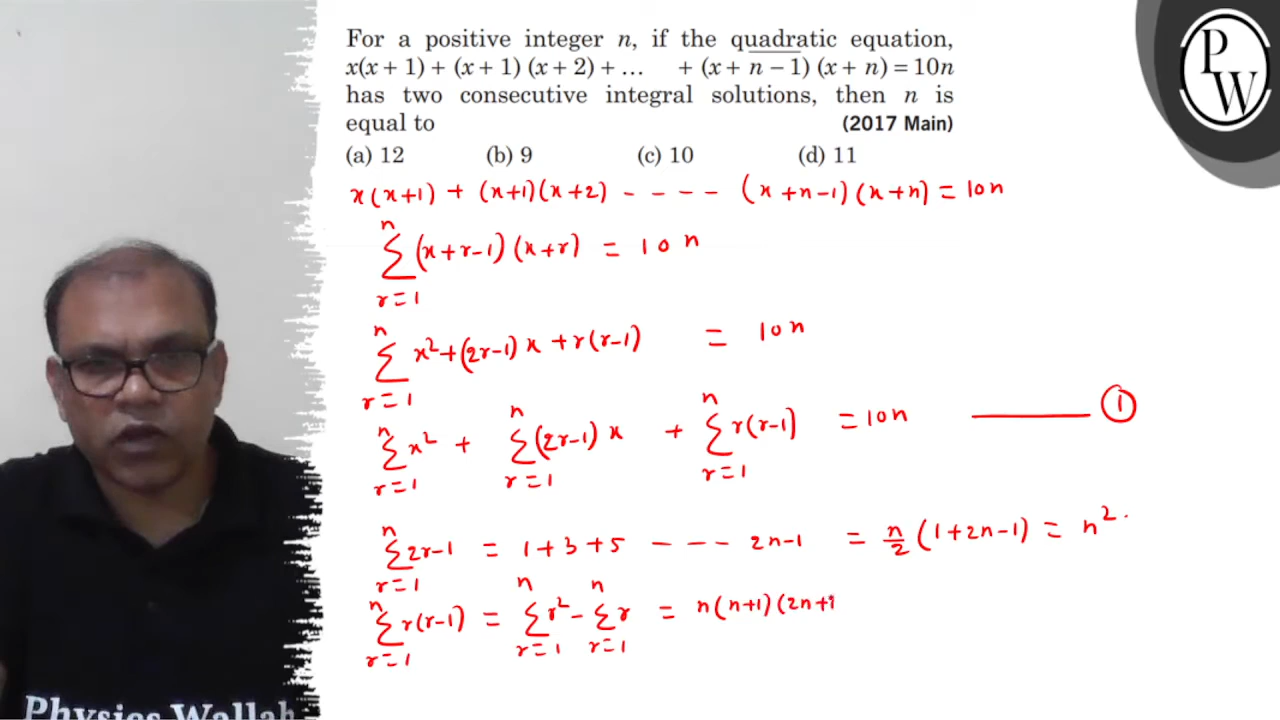 For a positive integer n, if the quadratic equation,
x(x + 1) + (x + 1) (x + 2) + ... + (x + n − 1) (x + n) = 10n
has two consecutive integral solutions, then n is
equal to (2017 Main)
(a) 12 (b) 9 (c) 10 (d) 11
x(x+1) + (x+1)(x+2) - - - - (x+n-1)(x+n) = 10n
n
Σ (x+r-1)(x+r) = 10n
r=1
n
Σ x²+(2r-1)x+r(r-1) = 10n
r=1
n n n
Σ x² + Σ(2r-1)x + Σ r(r-1) = 10n ——— ①
r=1 r=1 r=1
n
Σ 2r-1 = 1+3+5 - - - 2n-1 = n/2 (1+2n-1) = n².
r=1
n n n
Σ r(r-1) = Σ r² - Σ r = n(n+1)(2n+1
r=1 r=1 r=1
P
W
Physics Wallah